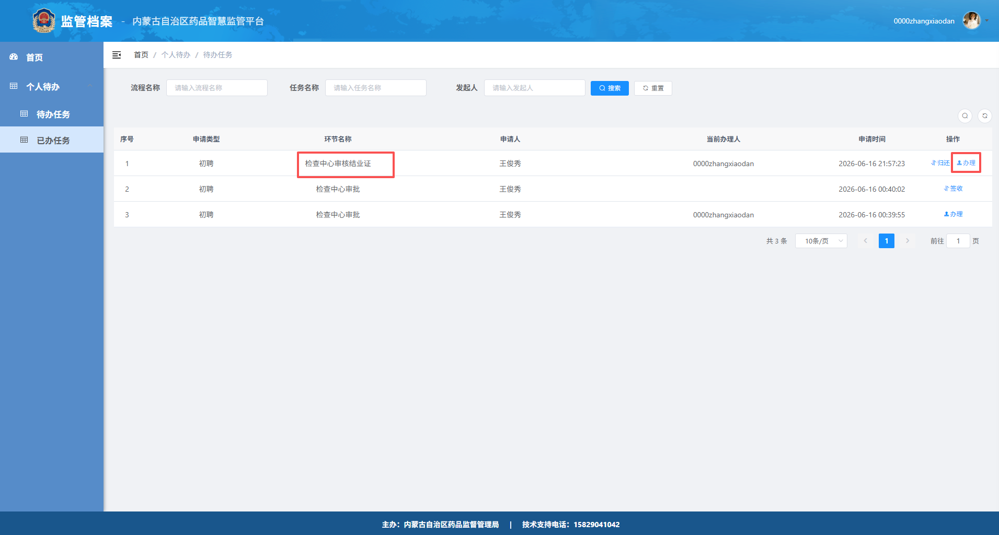 监管档案 - 内蒙古自治区药品智慧监管平台
0000zhangxiaodan
首页
个人待办
待办任务
已办任务
首页 / 个人待办 / 待办任务
流程名称 请输入流程名称 任务名称 请输入任务名称 发起人 请输入发起人 搜索 重置
序号 申请类型 环节名称 申请人 当前办理人 申请时间 操作
1 初聘 检查中心审核结业证 王俊秀 0000zhangxiaodan 2026-06-16 21:57:23 归还 办理
2 初聘 检查中心审批 王俊秀 2026-06-16 00:40:02 签收
3 初聘 检查中心审批 王俊秀 0000zhangxiaodan 2026-06-16 00:39:55 办理
共 3 条 10条/页 1 前往 1 页
主办：内蒙古自治区药品监督管理局 | 技术支持电话：15829041042